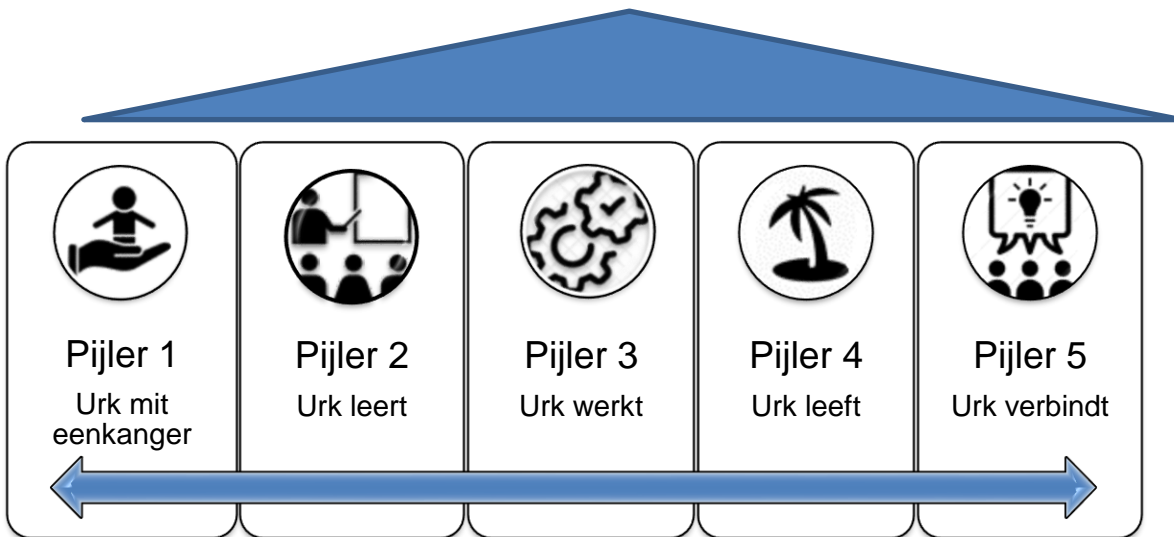 Pijler 1
Urk mit
eenkanger
Pijler 2
Urk leert
Pijler 3
Urk werkt
Pijler 4
Urk leeft
Pijler 5
Urk verbindt